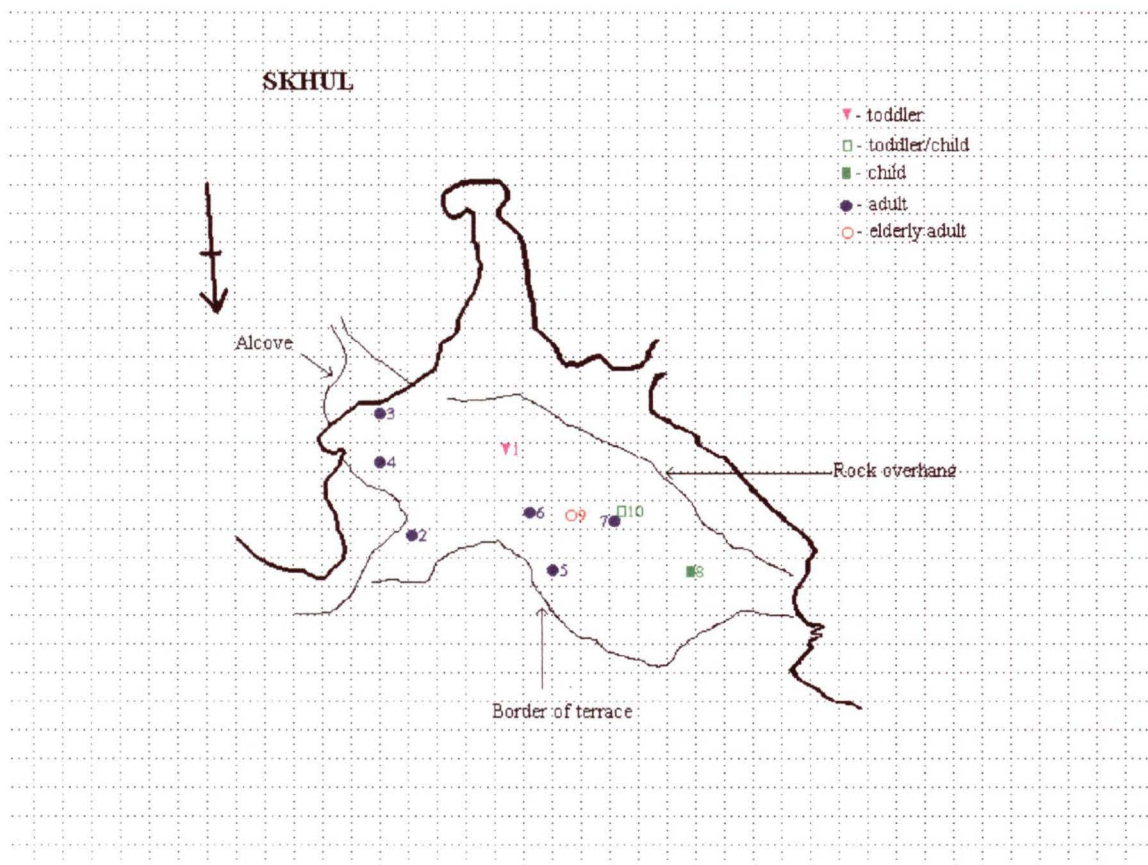 SKHUL
- toddler
- toddler/child
- child
- adult
- elderly adult
Alcove
3
1
4
Rock overhang
6
9
7
10
2
5
8
Border of terrace